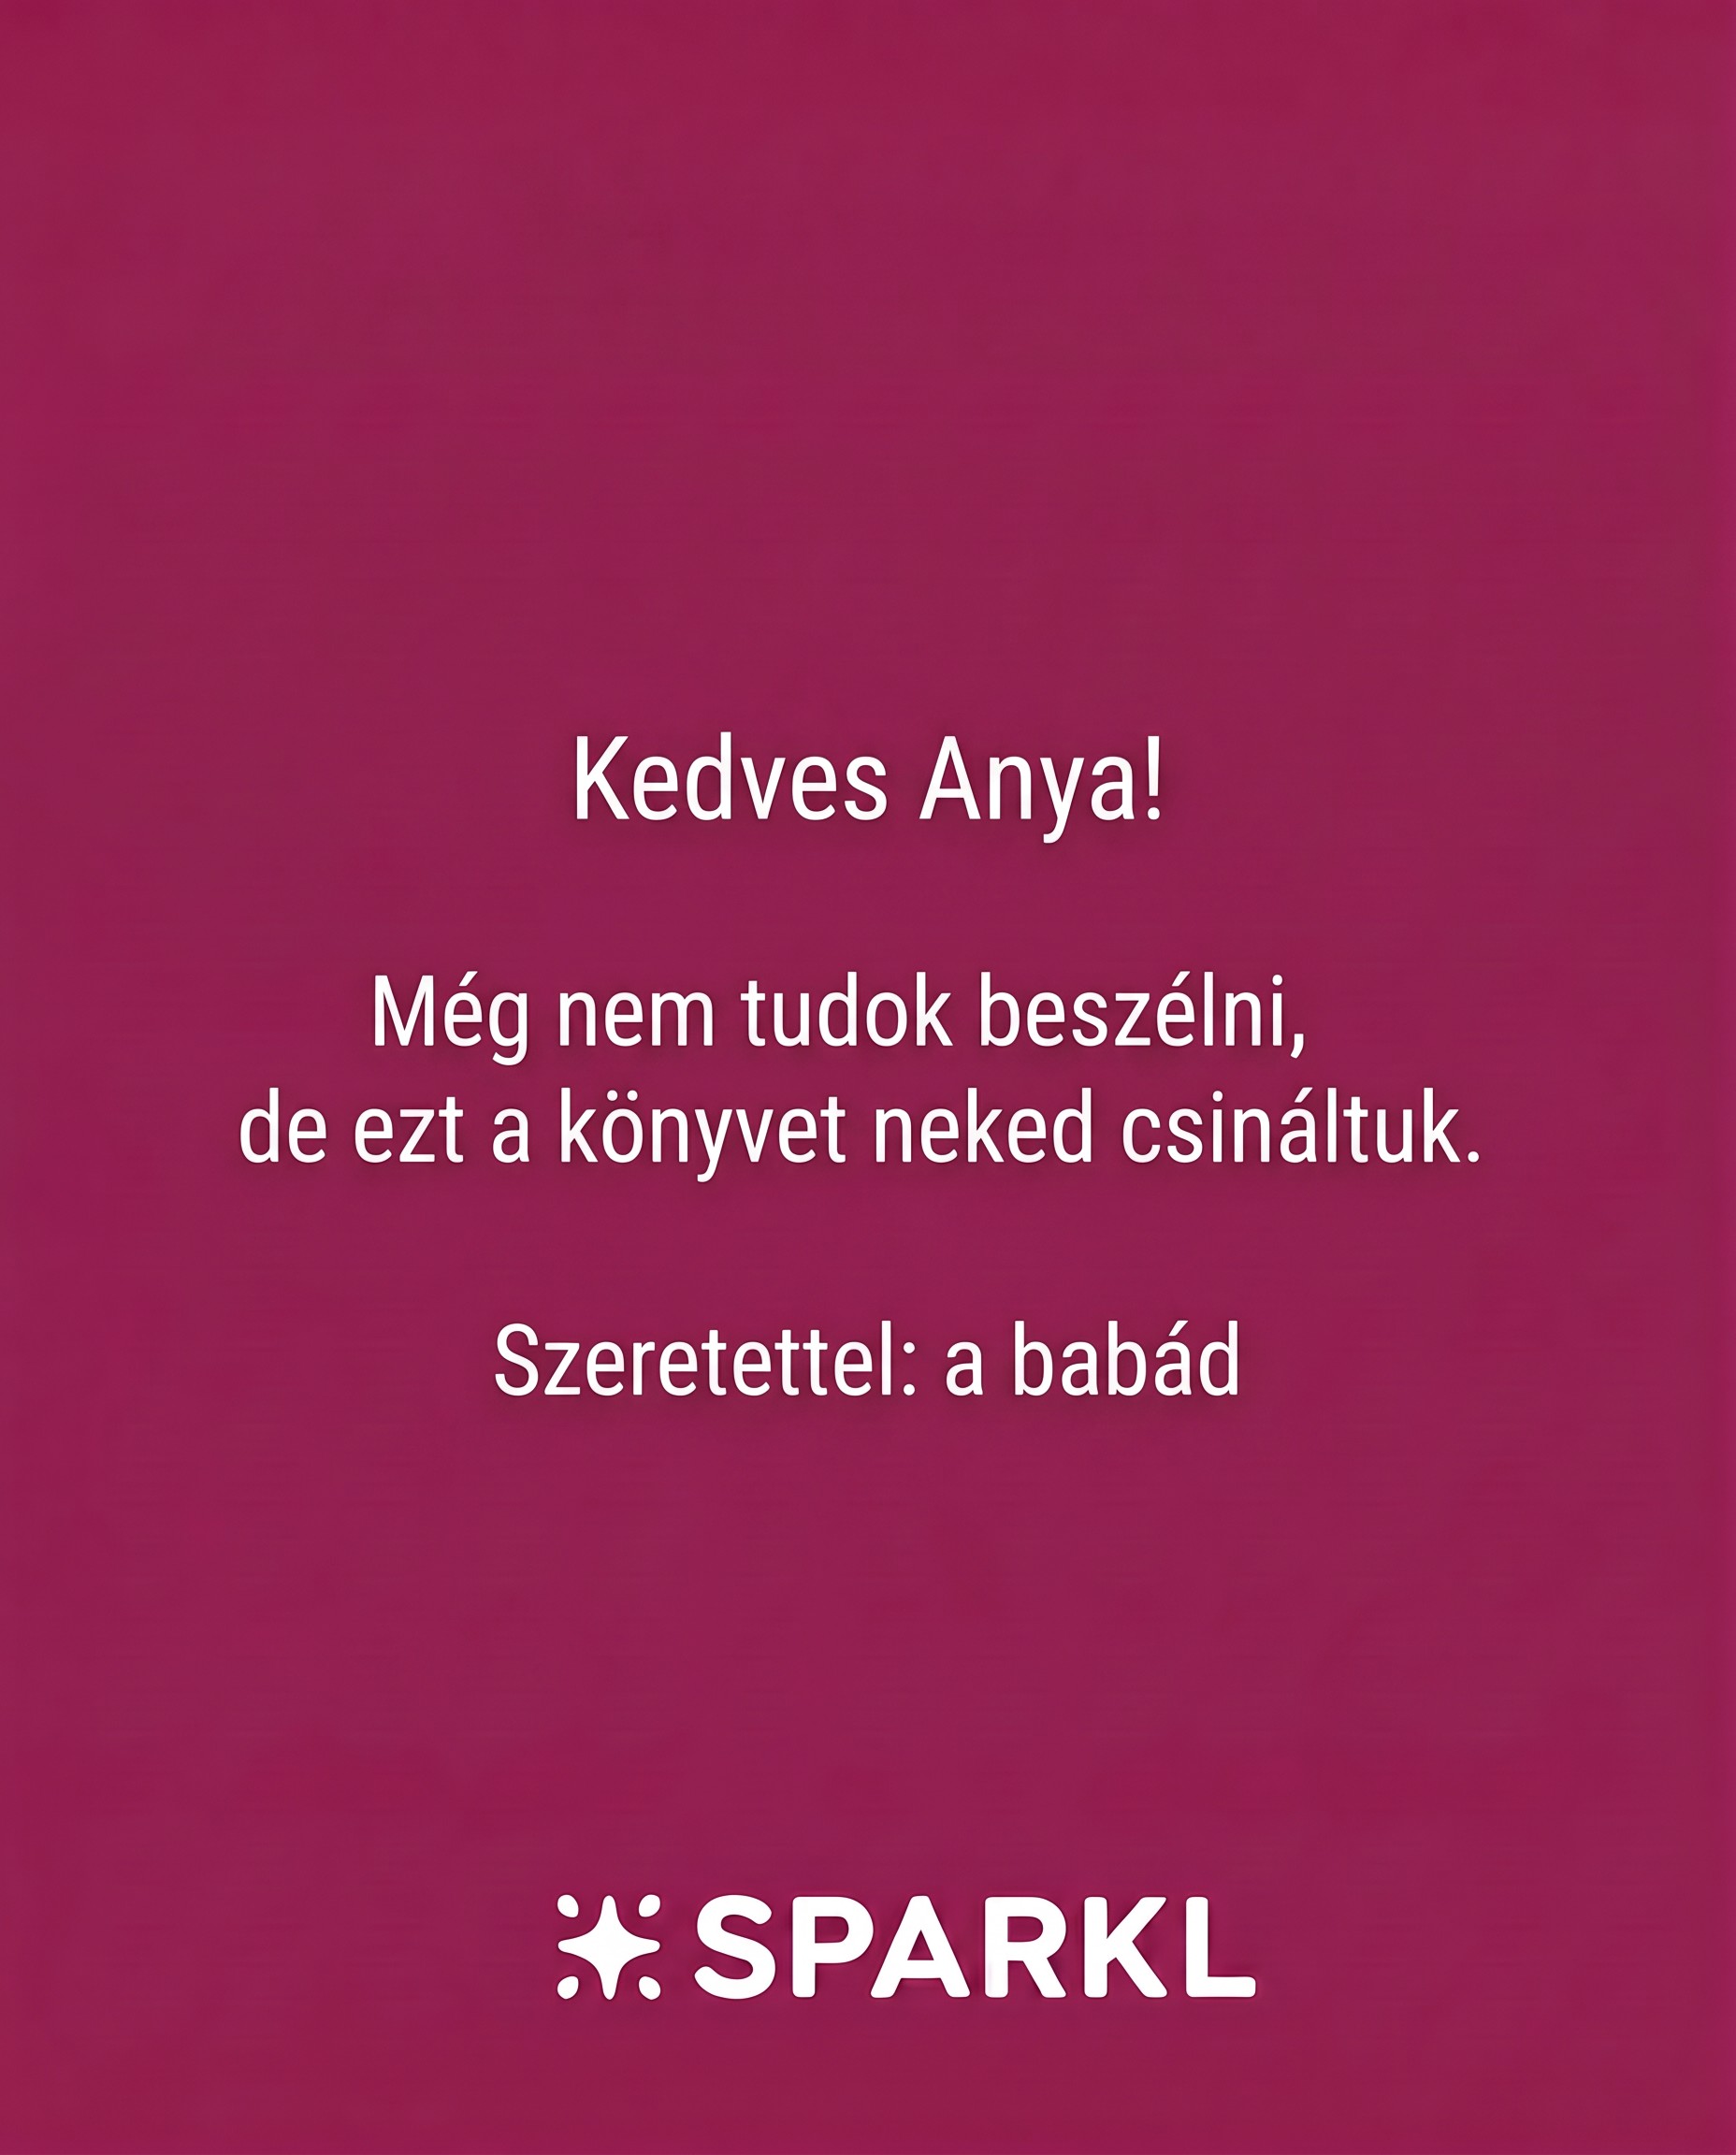 Kedves Anya!
Még nem tudok beszélni,
de ezt a könyvet neked csináltuk.
Szeretettel: a babád
SPARKL